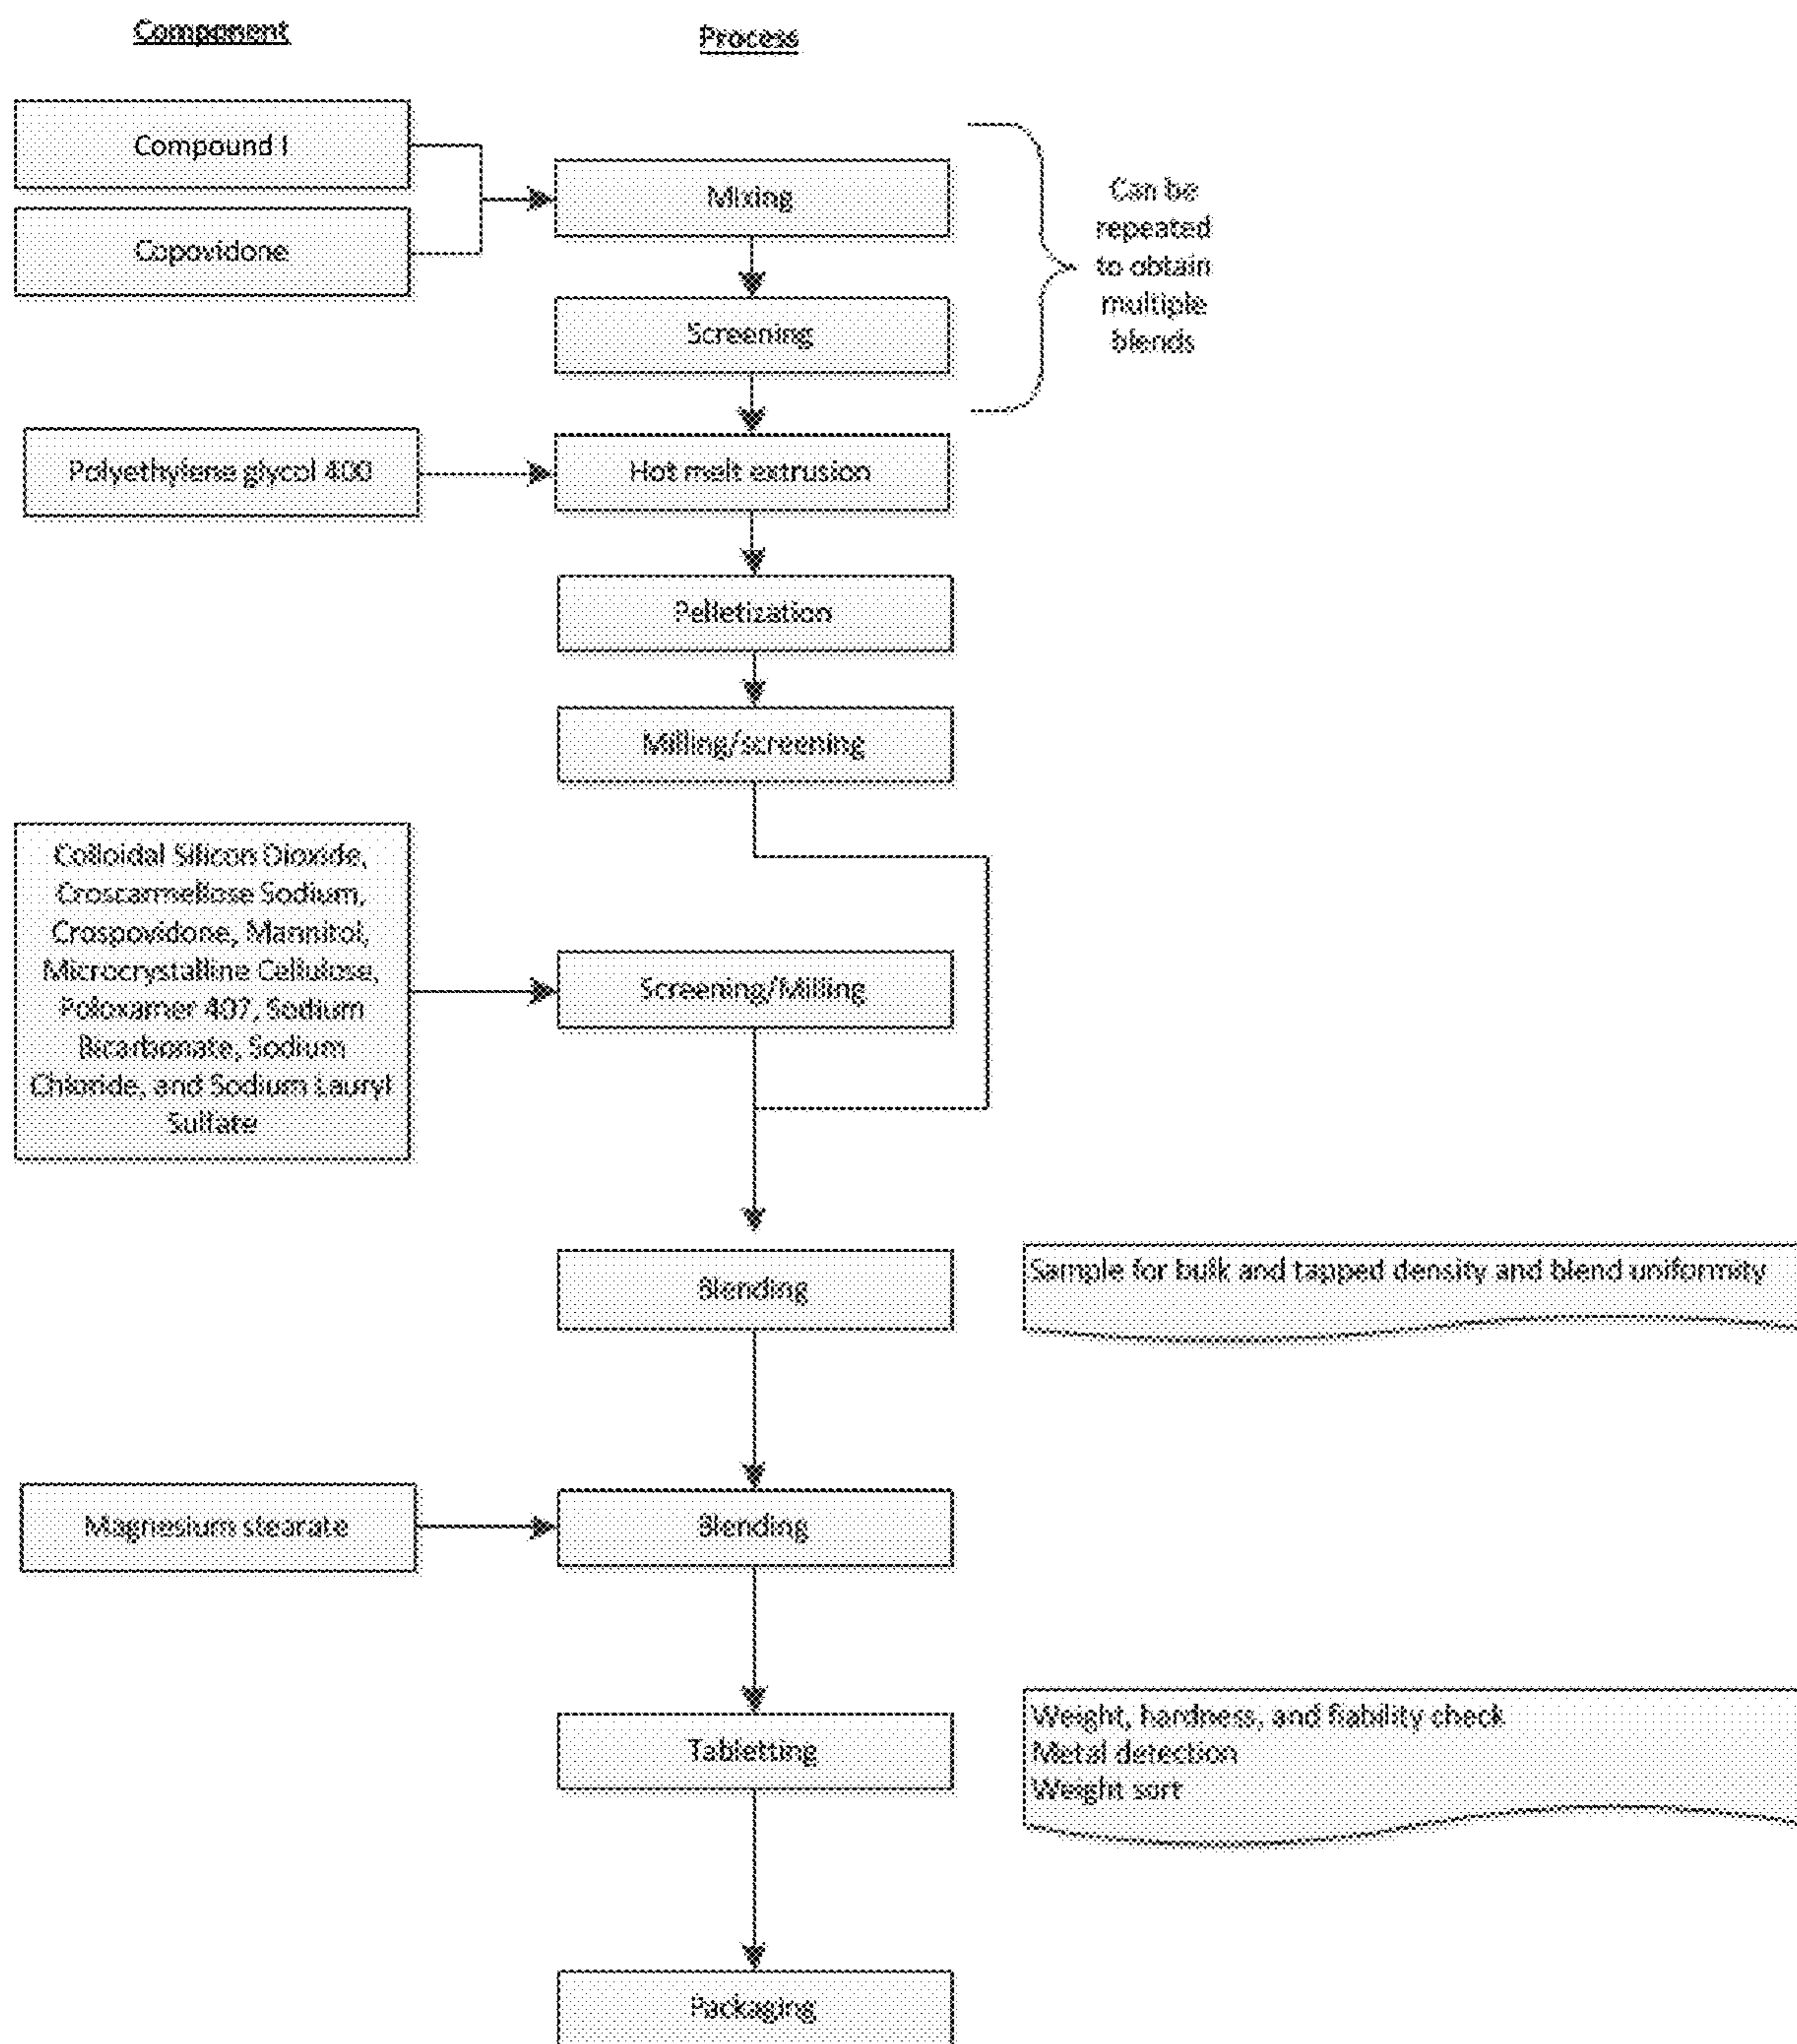 Component
Process
Compound I
Mixing
Can be
repeated
to obtain
multiple
blends
Copovidone
Screening
Polyethylene glycol 400
Hot melt extrusion
Pelletization
Milling/screening
Colloidal Silicon Dioxide,
Croscarmellose Sodium,
Crospovidone, Mannitol,
Microcrystalline Cellulose,
Poloxamer 407, Sodium
Bicarbonate, Sodium
Chloride, and Sodium Lauryl
Sulfate
Screening/Milling
Blending
Sample for bulk and tapped density and blend uniformity
Magnesium stearate
Blending
Tabletting
Weight, hardness, and fiability check
Metal detection
Weight sort
Packaging